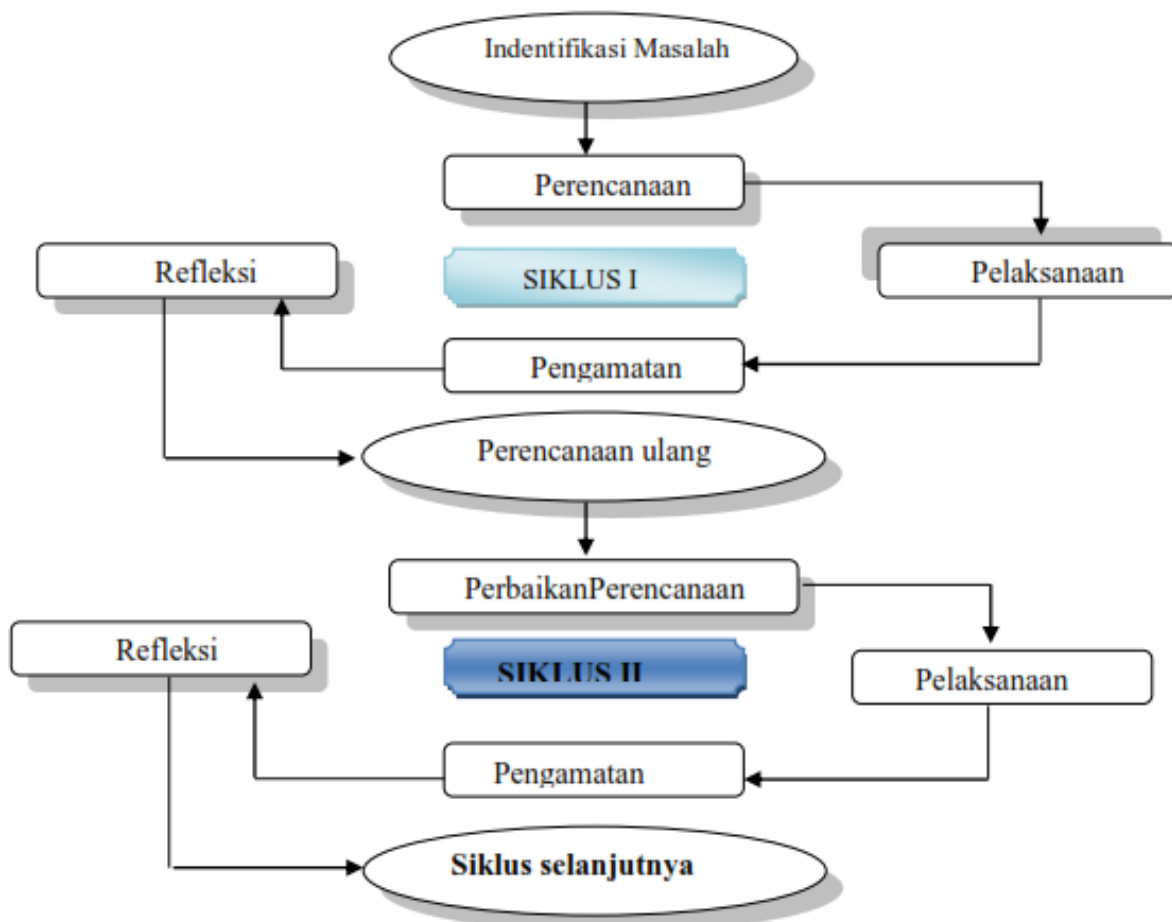 Indentifikasi Masalah
Perencanaan
Refleksi
SIKLUS I
Pelaksanaan
Pengamatan
Perencanaan ulang
PerbaikanPerencanaan
Refleksi
SIKLUS II
Pelaksanaan
Pengamatan
Siklus selanjutnya